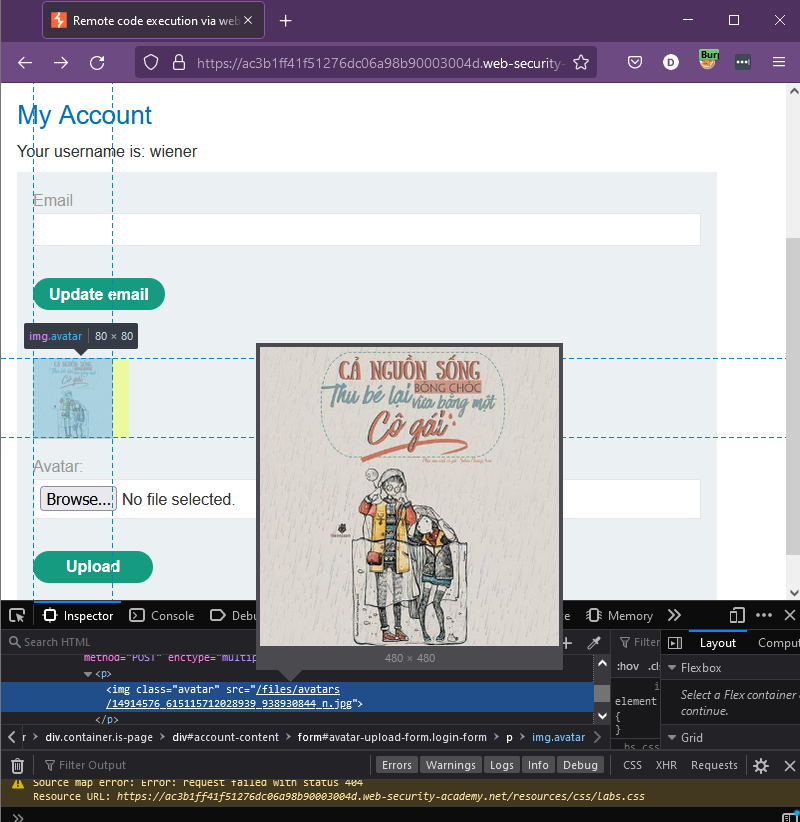 Remote code execution via web
https://ac3b1ff41f51276dc06a98b90003004d.web-security-
D
Burp
My Account
Your username is: wiener
Email
Update email
img.avatar 80 × 80
CẢ NGUỒN SỐNG
BỖNG CHỐC
Thu bé lại
vừa bằng một
Cô gái
Avatar:
Browse... No file selected.
Upload
480 × 480
Inspector Console Debu e Memory
Search HTML + Filter Layout Comput
method="POST" enctype="multip
<p>
<img class="avatar" src="/files/avatars
/14914576_615115712028939_938930844_n.jpg">
</p>
:hov .cls
element
{
}
Flexbox
Select a Flex container
continue.
Grid
r > div.container.is-page > div#account-content > form#avatar-upload-form.login-form > p > img.avatar
Filter Output Errors Warnings Logs Info Debug CSS XHR Requests
Source map error: Error: request failed with status 404
Resource URL: https://ac3b1ff41f51276dc06a98b90003004d.web-security-academy.net/resources/css/labs.css